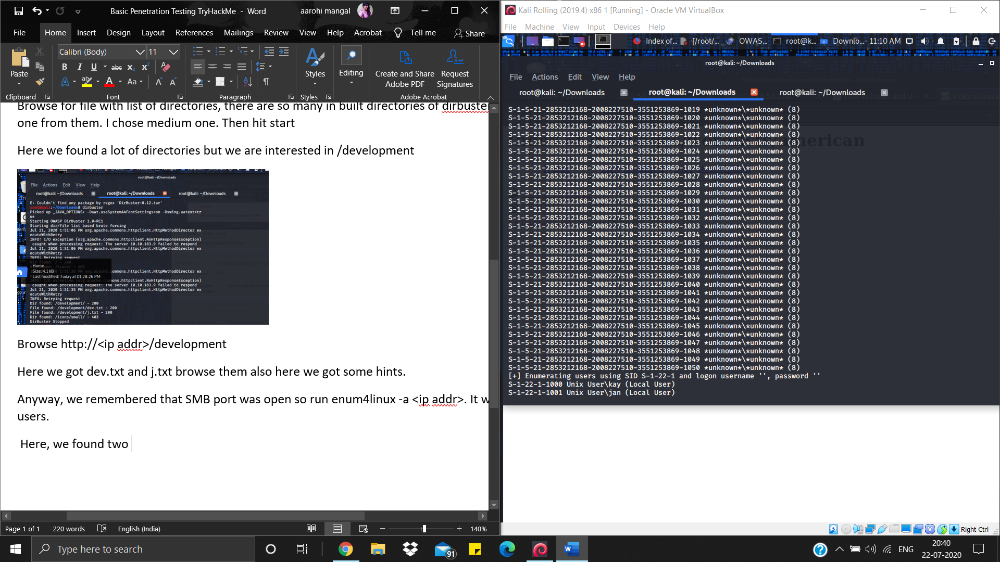 Basic Penetration Testing TryHackMe - Word
aarohi mangal
File Home Insert Design Layout References Mailings Review View Help Acrobat Tell me Share
Calibri (Body) 11
Paste
Styles
Editing
Create and Share Adobe PDF
Request Signatures
Clipboard Font Paragraph Styles Adobe Acrobat
Browse for file with list of directories, there are so many in built directories of dirbuster
one from them. I chose medium one. Then hit start
Here we found a lot of directories but we are interested in /development
root@kali: ~/Downloads
File Actions Edit View Help
root@kali: ~/Downloads root@kali: ~/Downloads root@kali: ~/Downloads
E: Couldn't find any package by regex 'DirBuster-0.12.tar'
root@kali:~/Downloads# dirbuster
Picked up _JAVA_OPTIONS: -Dawt.useSystemAAFontSettings=on -Dswing.aatext=tr
ue
Starting OWASP DirBuster 1.0-RC1
Starting dir/file list based brute forcing
Jul 21, 2020 1:51:06 PM org.apache.commons.httpclient.HttpMethodDirector ex
ecuteWithRetry
INFO: I/O exception (org.apache.commons.httpclient.NoHttpResponseException)
caught when processing request: The server 10.10.183.9 failed to respond
Jul 21, 2020 1:51:06 PM org.apache.commons.httpclient.HttpMethodDirector ex
ecuteWithRetry
INFO: Retrying request
Home
Size: 4.1 kB
Last modified: Today at 01:28:26 PM
commons.httpclient.HttpMethodDirector ex
commons.httpclient.NoHttpResponseException)
caught when processing request: The server 10.10.183.9 failed to respond
Jul 21, 2020 1:51:35 PM org.apache.commons.httpclient.HttpMethodDirector ex
ecuteWithRetry
INFO: Retrying request
Dir found: /development/ - 200
File found: /development/dev.txt - 200
File found: /development/j.txt - 200
Dir found: /icons/small/ - 403
DirBuster Stopped
Browse http://<ip addr>/development
Here we got dev.txt and j.txt browse them also here we got some hints.
Anyway, we remembered that SMB port was open so run enum4linux -a <ip addr>. It w
users.
Here, we found two
Page 1 of 1 220 words English (India) 140%
Kali Rolling (2019.4) x86 1 [Running] - Oracle VM VirtualBox
File Machine View Input Devices Help
Index of... [/root/... OWAS... root@k... Downlo... 11:10 AM
root@kali: ~/Downloads
File Actions Edit View Help
root@kali: ~/Downloads root@kali: ~/Downloads root@kali: ~/Downloads
S-1-5-21-2853212168-2008227510-3551253869-1019 *unknown*\*unknown* (8)
S-1-5-21-2853212168-2008227510-3551253869-1020 *unknown*\*unknown* (8)
S-1-5-21-2853212168-2008227510-3551253869-1021 *unknown*\*unknown* (8)
S-1-5-21-2853212168-2008227510-3551253869-1022 *unknown*\*unknown* (8)
S-1-5-21-2853212168-2008227510-3551253869-1023 *unknown*\*unknown* (8)
S-1-5-21-2853212168-2008227510-3551253869-1024 *unknown*\*unknown* (8)
S-1-5-21-2853212168-2008227510-3551253869-1025 *unknown*\*unknown* (8)
S-1-5-21-2853212168-2008227510-3551253869-1026 *unknown*\*unknown* (8)
S-1-5-21-2853212168-2008227510-3551253869-1027 *unknown*\*unknown* (8)
S-1-5-21-2853212168-2008227510-3551253869-1028 *unknown*\*unknown* (8)
S-1-5-21-2853212168-2008227510-3551253869-1029 *unknown*\*unknown* (8)
S-1-5-21-2853212168-2008227510-3551253869-1030 *unknown*\*unknown* (8)
S-1-5-21-2853212168-2008227510-3551253869-1031 *unknown*\*unknown* (8)
S-1-5-21-2853212168-2008227510-3551253869-1032 *unknown*\*unknown* (8)
S-1-5-21-2853212168-2008227510-3551253869-1033 *unknown*\*unknown* (8)
S-1-5-21-2853212168-2008227510-3551253869-1034 *unknown*\*unknown* (8)
S-1-5-21-2853212168-2008227510-3551253869-1035 *unknown*\*unknown* (8)
S-1-5-21-2853212168-2008227510-3551253869-1036 *unknown*\*unknown* (8)
S-1-5-21-2853212168-2008227510-3551253869-1037 *unknown*\*unknown* (8)
S-1-5-21-2853212168-2008227510-3551253869-1038 *unknown*\*unknown* (8)
S-1-5-21-2853212168-2008227510-3551253869-1039 *unknown*\*unknown* (8)
S-1-5-21-2853212168-2008227510-3551253869-1040 *unknown*\*unknown* (8)
S-1-5-21-2853212168-2008227510-3551253869-1041 *unknown*\*unknown* (8)
S-1-5-21-2853212168-2008227510-3551253869-1042 *unknown*\*unknown* (8)
S-1-5-21-2853212168-2008227510-3551253869-1043 *unknown*\*unknown* (8)
S-1-5-21-2853212168-2008227510-3551253869-1044 *unknown*\*unknown* (8)
S-1-5-21-2853212168-2008227510-3551253869-1045 *unknown*\*unknown* (8)
S-1-5-21-2853212168-2008227510-3551253869-1046 *unknown*\*unknown* (8)
S-1-5-21-2853212168-2008227510-3551253869-1047 *unknown*\*unknown* (8)
S-1-5-21-2853212168-2008227510-3551253869-1048 *unknown*\*unknown* (8)
S-1-5-21-2853212168-2008227510-3551253869-1049 *unknown*\*unknown* (8)
S-1-5-21-2853212168-2008227510-3551253869-1050 *unknown*\*unknown* (8)
[+] Enumerating users using SID S-1-22-1 and logon username '', password ''
S-1-22-1-1000 Unix User\kay (Local User)
S-1-22-1-1001 Unix User\jan (Local User)
Right Ctrl
Type here to search
91
ENG
20:40
22-07-2020